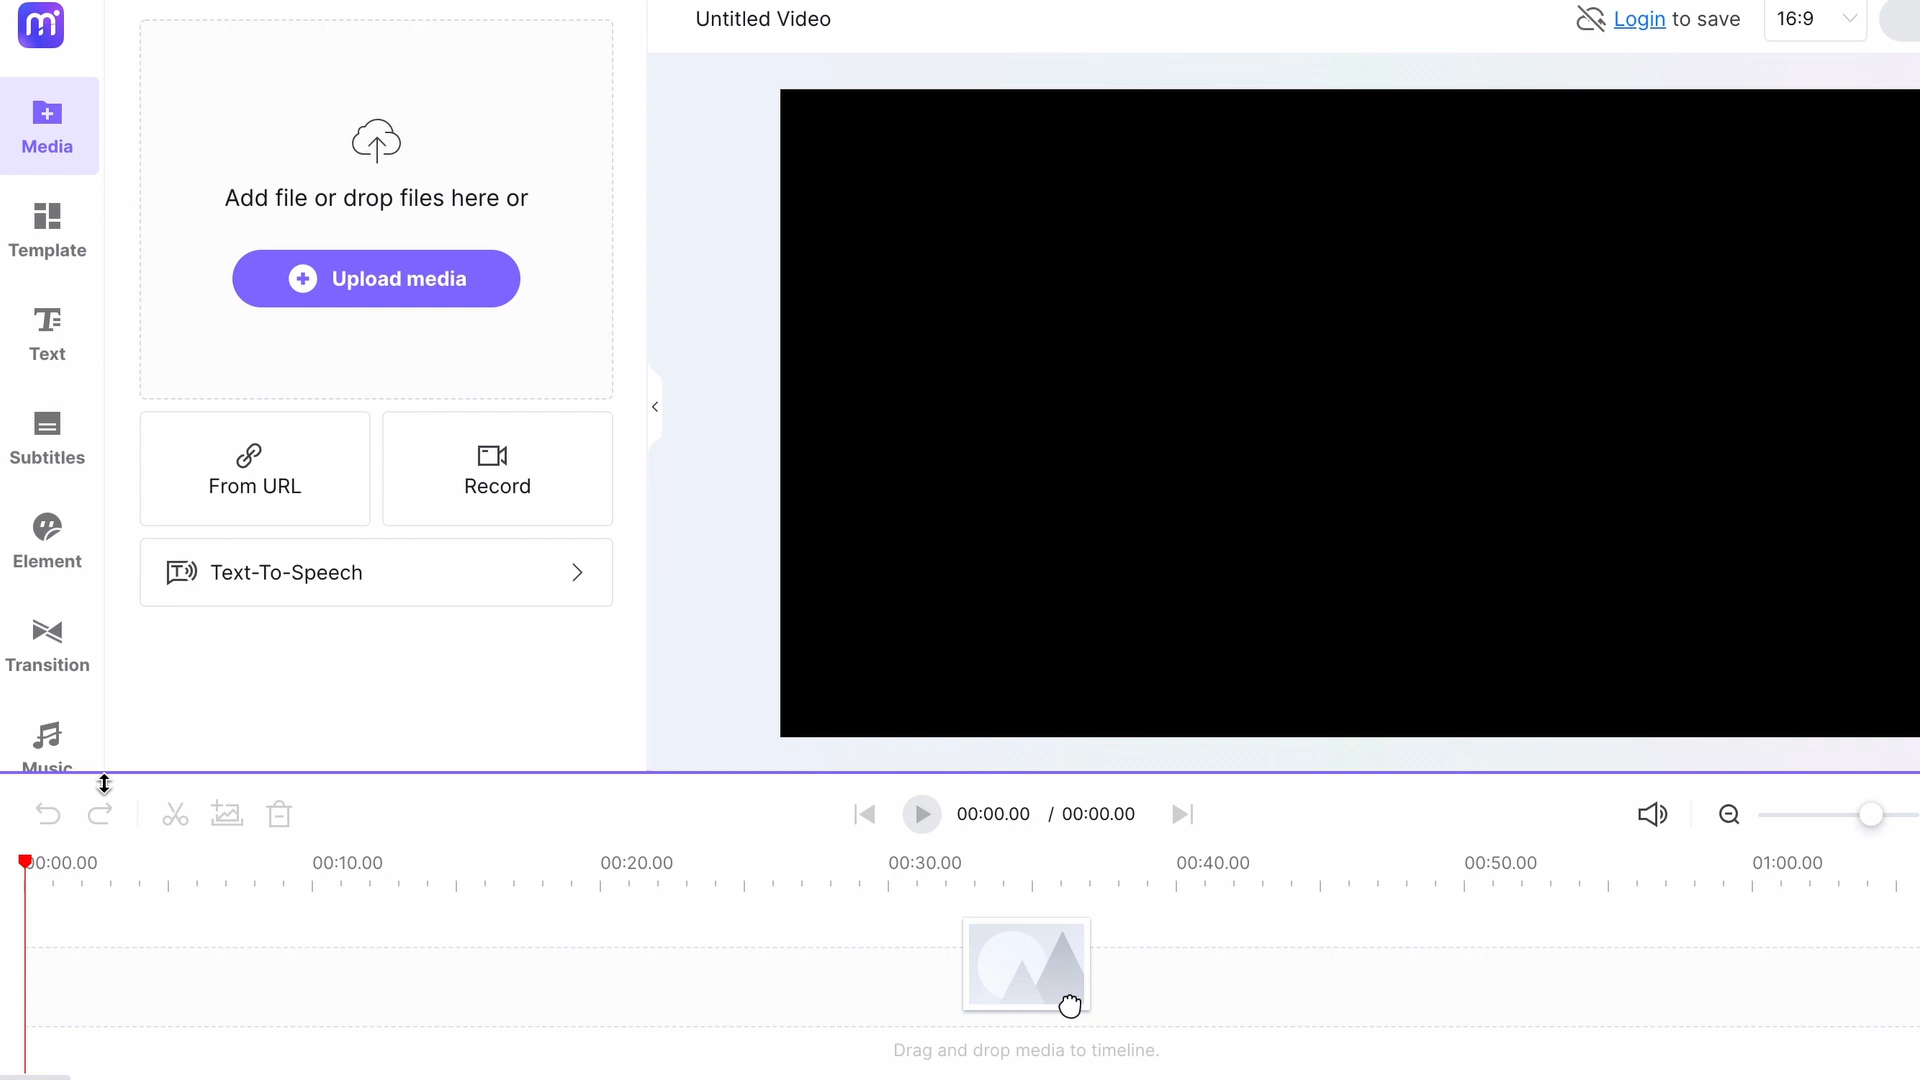 Untitled Video
Login to save
16:9
Media
Template
Text
Subtitles
Element
Transition
Music
Add file or drop files here or
Upload media
From URL
Record
Text-To-Speech
00:00.00 / 00:00.00
00:00.00
00:10.00
00:20.00
00:30.00
00:40.00
00:50.00
01:00.00
Drag and drop media to timeline.